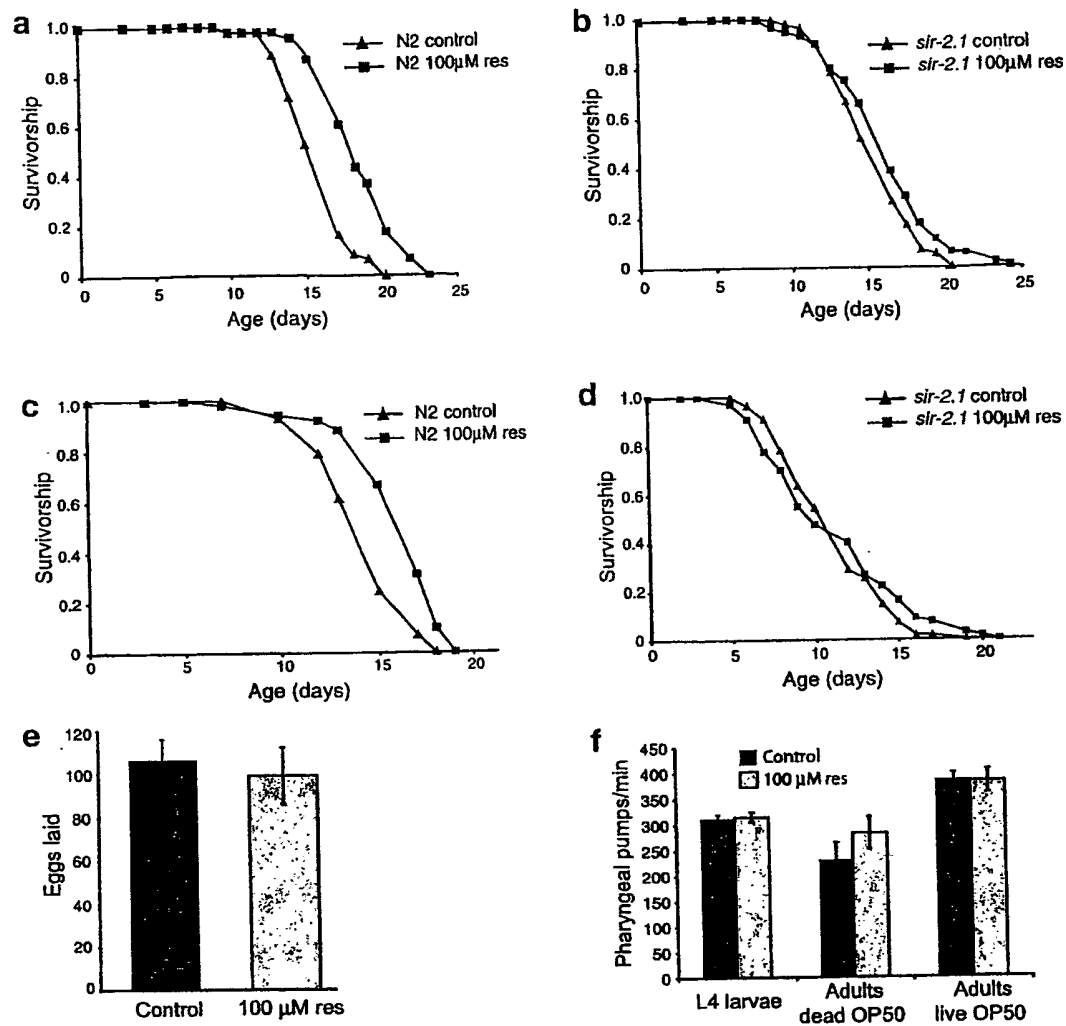 a
N2 control
N2 100µM res
Survivorship
1.0
0.8
0.6
0.4
0.2
0
0 5 10 15 20 25
Age (days)
b
sir-2.1 control
sir-2.1 100µM res
Survivorship
1.0
0.8
0.6
0.4
0.2
0
0 5 10 15 20 25
Age (days)
c
N2 control
N2 100µM res
Survivorship
1.0
0.8
0.6
0.4
0.2
0
0 5 10 15 20
Age (days)
d
sir-2.1 control
sir-2.1 100µM res
Survivorship
1.0
0.8
0.6
0.4
0.2
0
0 5 10 15 20
Age (days)
e
Eggs laid
120
100
80
60
40
20
0
Control 100 µM res
f
Control
100 µM res
Pharyngeal pumps/min
450
400
350
300
250
200
150
100
50
0
L4 larvae
Adults
dead OP50
Adults
live OP50